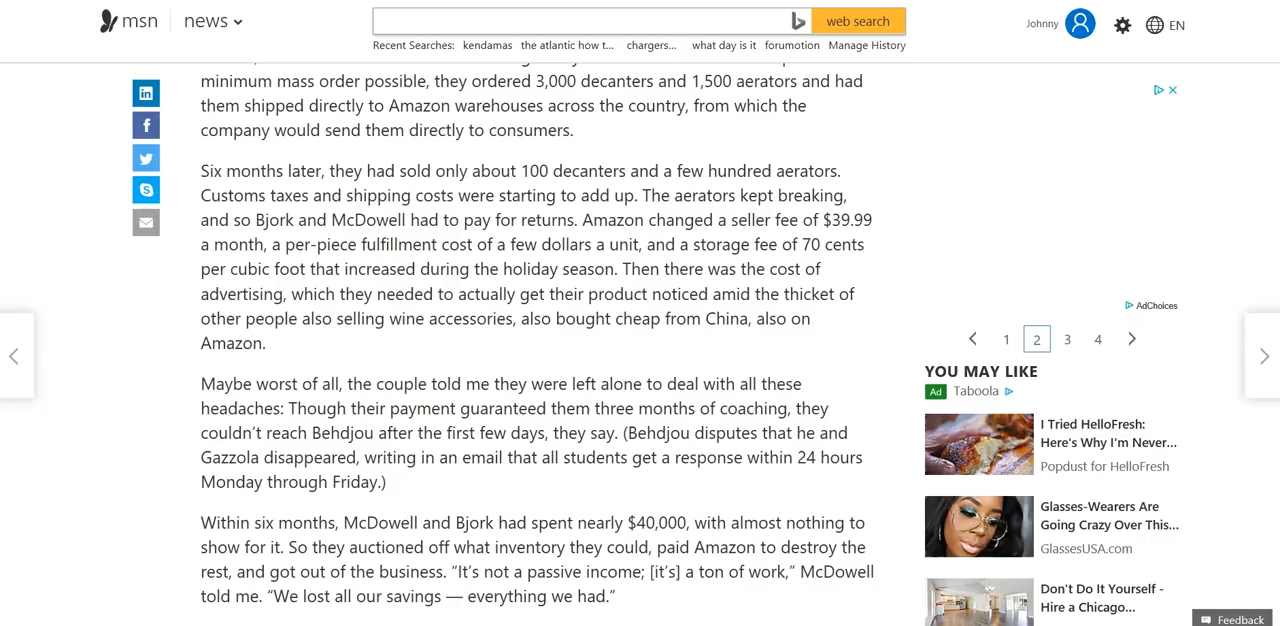 msn
news
web search
Recent Searches: kendamas the atlantic how t... chargers... what day is it forumotion Manage History
Johnny
EN
minimum mass order possible, they ordered 3,000 decanters and 1,500 aerators and had
them shipped directly to Amazon warehouses across the country, from which the
company would send them directly to consumers.
Six months later, they had sold only about 100 decanters and a few hundred aerators.
Customs taxes and shipping costs were starting to add up. The aerators kept breaking,
and so Bjork and McDowell had to pay for returns. Amazon changed a seller fee of $39.99
a month, a per-piece fulfillment cost of a few dollars a unit, and a storage fee of 70 cents
per cubic foot that increased during the holiday season. Then there was the cost of
advertising, which they needed to actually get their product noticed amid the thicket of
other people also selling wine accessories, also bought cheap from China, also on
Amazon.
Maybe worst of all, the couple told me they were left alone to deal with all these
headaches: Though their payment guaranteed them three months of coaching, they
couldn’t reach Behdjou after the first few days, they say. (Behdjou disputes that he and
Gazzola disappeared, writing in an email that all students get a response within 24 hours
Monday through Friday.)
Within six months, McDowell and Bjork had spent nearly $40,000, with almost nothing to
show for it. So they auctioned off what inventory they could, paid Amazon to destroy the
rest, and got out of the business. “It’s not a passive income; [it’s] a ton of work,” McDowell
told me. “We lost all our savings — everything we had.”
AdChoices
1 2 3 4
YOU MAY LIKE
Ad Taboola
I Tried HelloFresh:
Here's Why I'm Never...
Popdust for HelloFresh
Glasses-Wearers Are
Going Crazy Over This...
GlassesUSA.com
Don't Do It Yourself -
Hire a Chicago...
Feedback